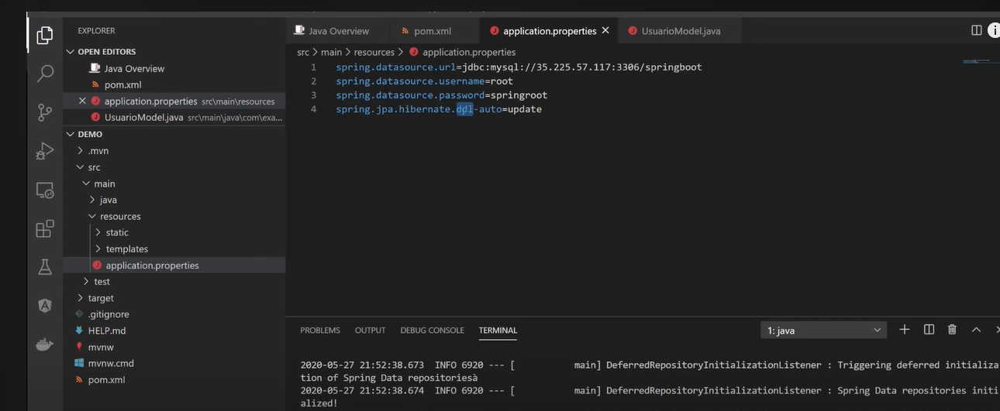 EXPLORER
OPEN EDITORS
Java Overview
pom.xml
application.properties src\main\resources
UsuarioModel.java src\main\java\com\exa...
DEMO
.mvn
src
main
java
resources
static
templates
application.properties
test
target
.gitignore
HELP.md
mvnw
mvnw.cmd
pom.xml
Java Overview pom.xml application.properties UsuarioModel.java
src > main > resources > application.properties
1 spring.datasource.url=jdbc:mysql://35.225.57.117:3306/springboot
2 spring.datasource.username=root
3 spring.datasource.password=springroot
4 spring.jpa.hibernate.ddl-auto=update
PROBLEMS OUTPUT DEBUG CONSOLE TERMINAL 1: java
2020-05-27 21:52:38.673 INFO 6920 --- [ main] DeferredRepositoryInitializationListener : Triggering deferred initializa
tion of Spring Data repositoriesà
2020-05-27 21:52:38.674 INFO 6920 --- [ main] DeferredRepositoryInitializationListener : Spring Data repositories initi
alized!